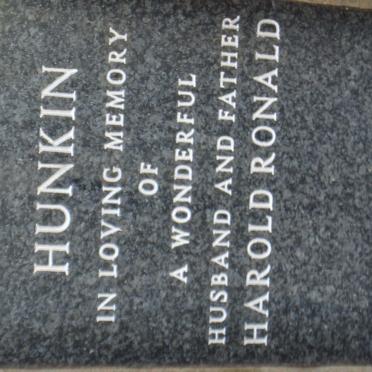 HUNKIN
IN LOVING MEMORY
OF
A WONDERFUL
HUSBAND AND FATHER
HAROLD RONALD